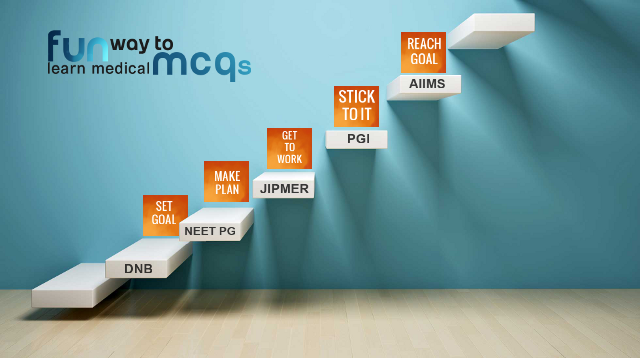 fun way to
learn medical mcqs
REACH
GOAL
AIIMS
STICK
TO IT
PGI
GET
TO
WORK
JIPMER
MAKE
PLAN
NEET PG
SET
GOAL
DNB